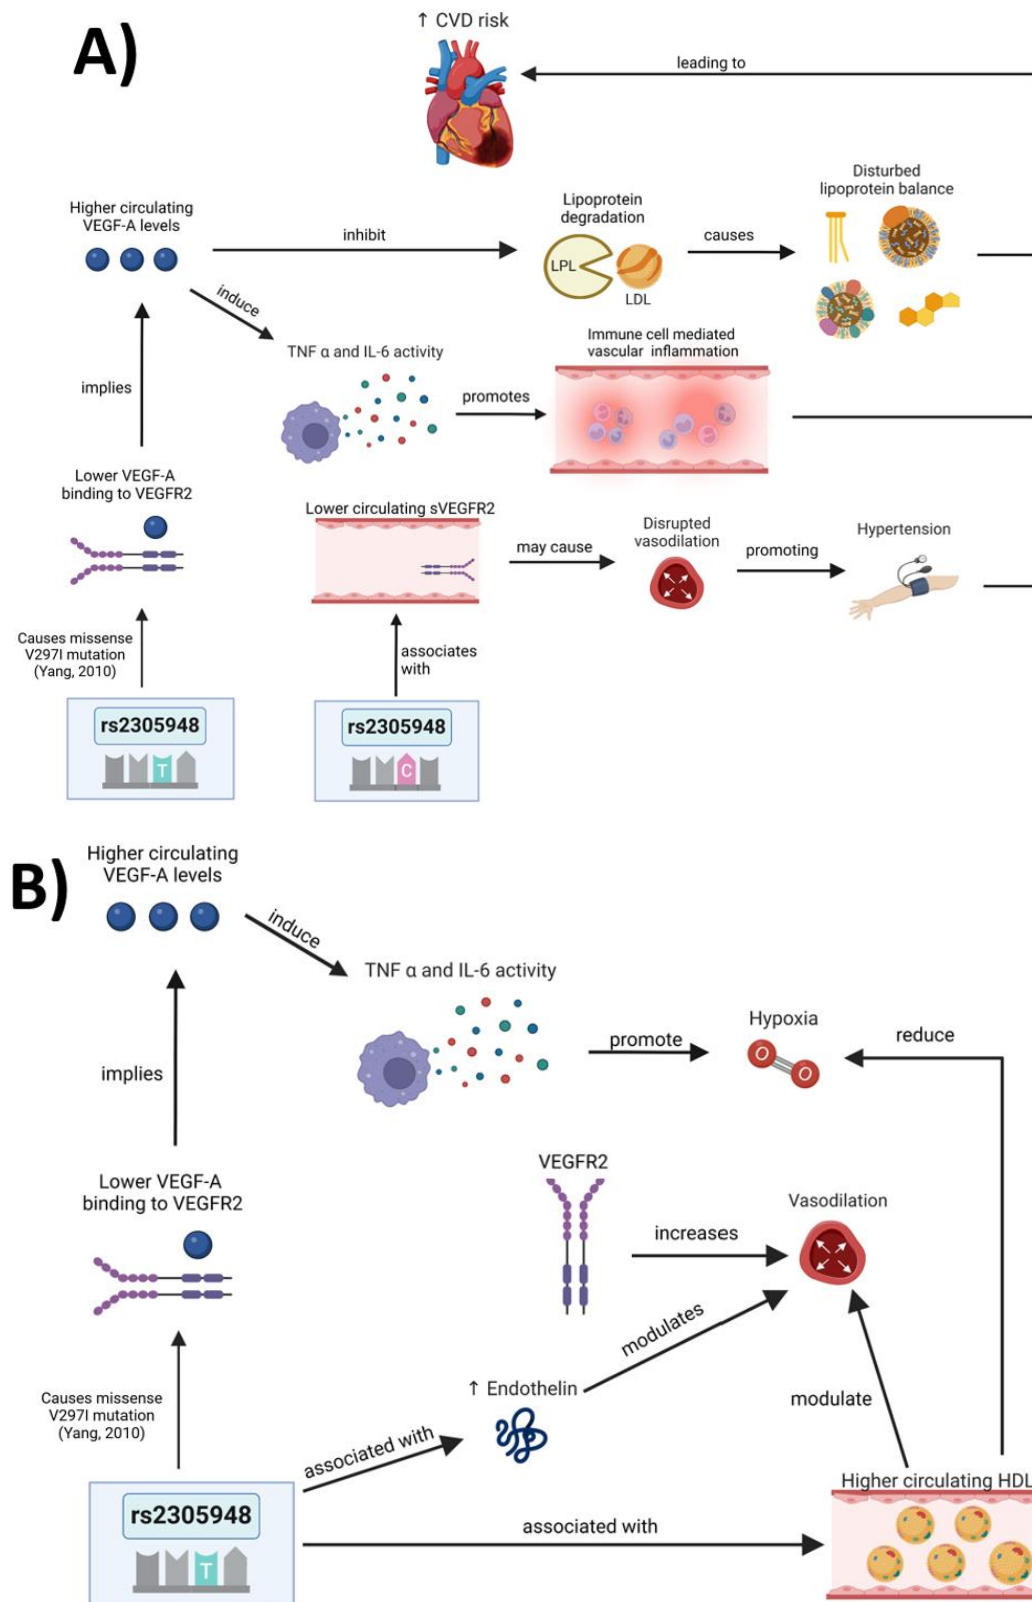 A)
↑ CVD risk
leading to
Higher circulating
VEGF-A levels
inhibit
Lipoprotein
degradation
LPL
LDL
causes
Disturbed
lipoprotein balance
induce
TNF α and IL-6 activity
promotes
Immune cell mediated
vascular inflammation
implies
Lower VEGF-A
binding to VEGFR2
Lower circulating sVEGFR2
may cause
Disrupted
vasodilation
promoting
Hypertension
Causes missense
V297I mutation
(Yang, 2010)
associates
with
rs2305948
T
rs2305948
C
B)
Higher circulating
VEGF-A levels
induce
TNF α and IL-6 activity
promote
Hypoxia
O
O
reduce
implies
Lower VEGF-A
binding to VEGFR2
VEGFR2
increases
Vasodilation
modulates
↑ Endothelin
modulate
Causes missense
V297I mutation
(Yang, 2010)
associated with
rs2305948
T
associated with
Higher circulating HDL